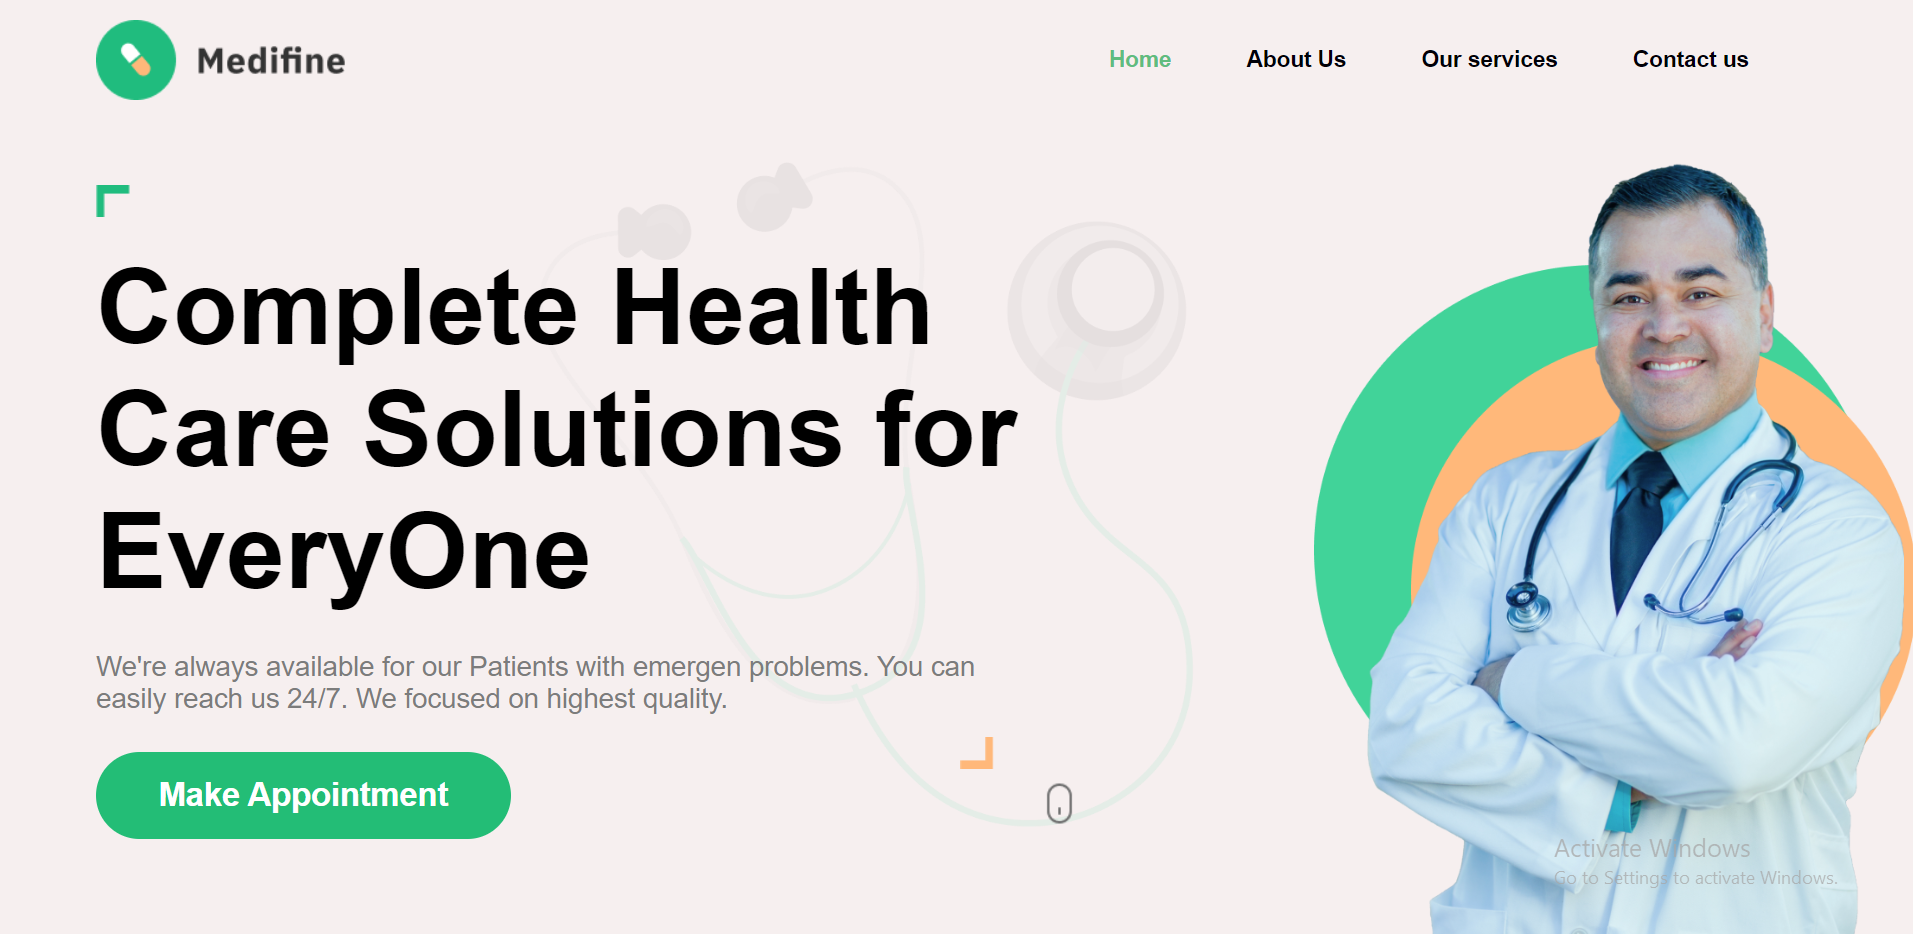 Medifine
Home
About Us
Our services
Contact us
Complete Health
Care Solutions for
EveryOne
We're always available for our Patients with emergen problems. You can
easily reach us 24/7. We focused on highest quality.
Make Appointment
Activate Windows
Go to Settings to activate Windows.